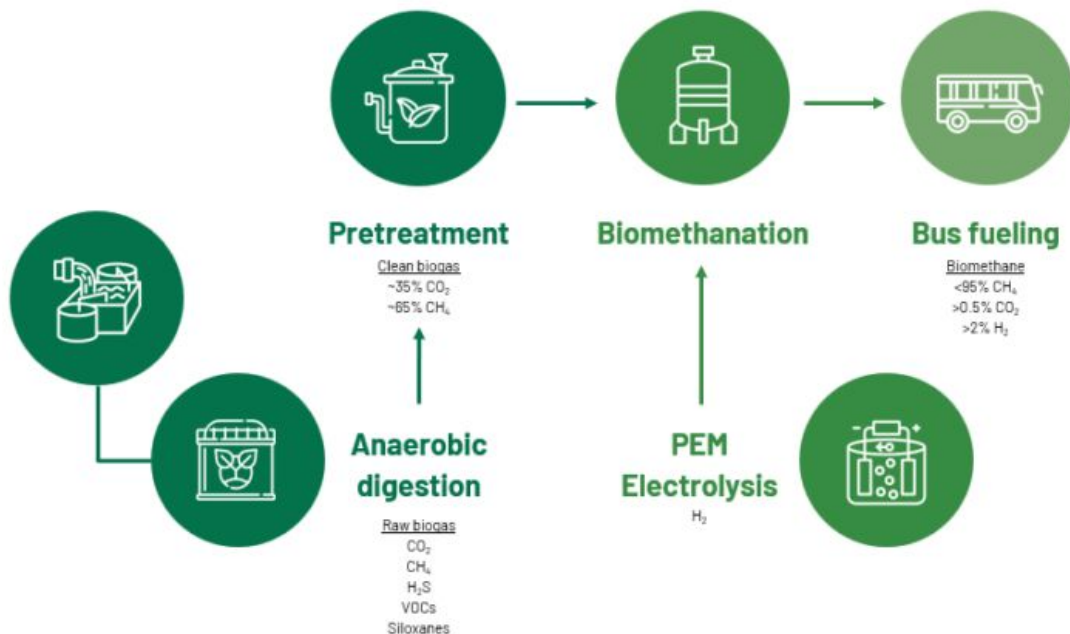 Pretreatment
Clean biogas
~35% CO₂
~65% CH₄
Biomethanation
Bus fueling
Biomethane
<95% CH₄
>0.5% CO₂
>2% H₂
Anaerobic
digestion
Raw biogas
CO₂
CH₄
H₂S
VOCs
Siloxanes
PEM
Electrolysis
H₂
− +